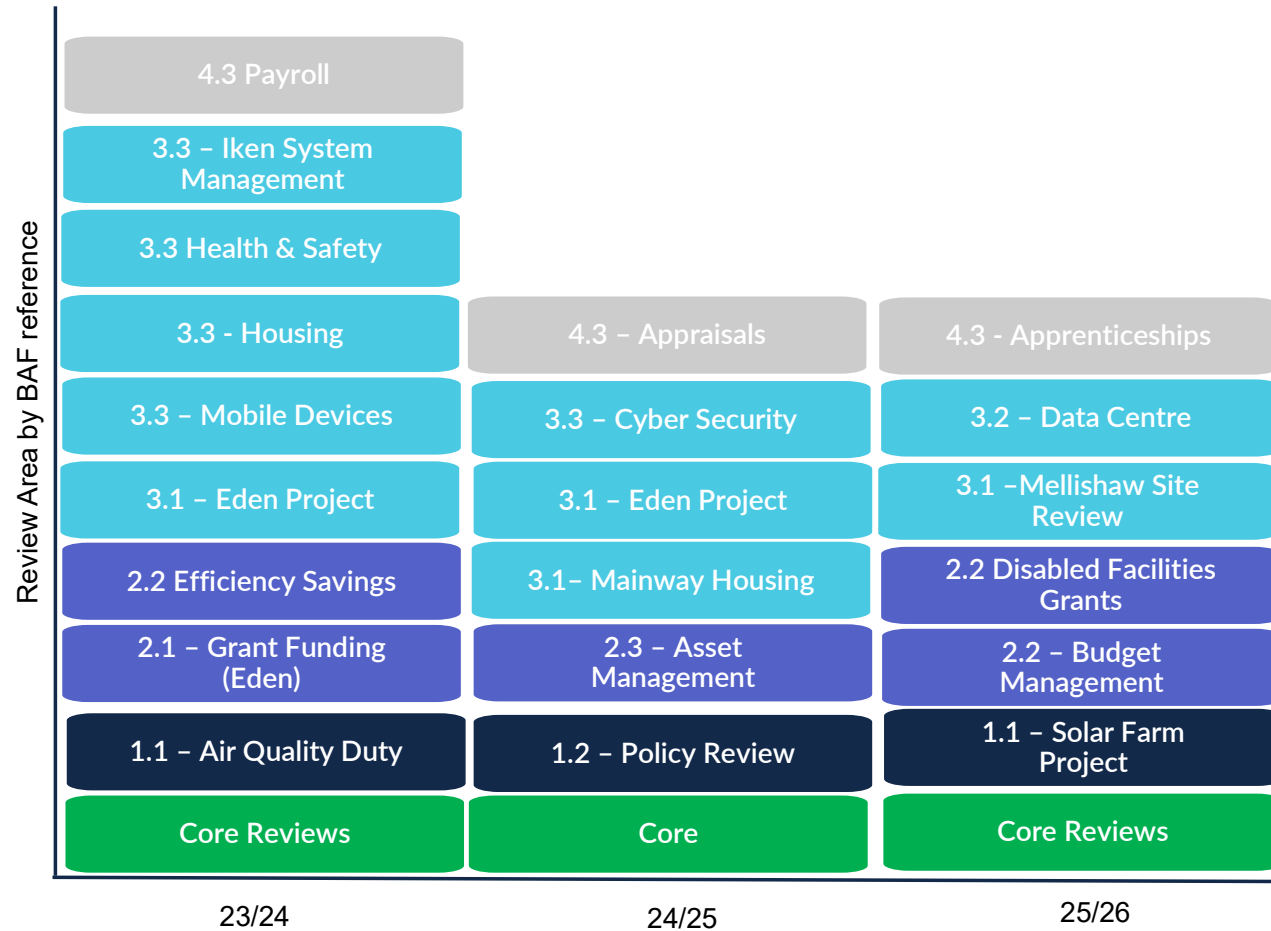 Review Area by BAF reference
4.3 Payroll
3.3 – Iken System
Management
3.3 Health & Safety
3.3 - Housing
3.3 – Mobile Devices
3.1 – Eden Project
2.2 Efficiency Savings
2.1 – Grant Funding
(Eden)
1.1 – Air Quality Duty
Core Reviews
23/24
4.3 – Appraisals
3.3 – Cyber Security
3.1 – Eden Project
3.1– Mainway Housing
2.3 – Asset
Management
1.2 – Policy Review
Core
24/25
4.3 - Apprenticeships
3.2 – Data Centre
3.1 –Mellishaw Site
Review
2.2 Disabled Facilities
Grants
2.2 – Budget
Management
1.1 – Solar Farm
Project
Core Reviews
25/26